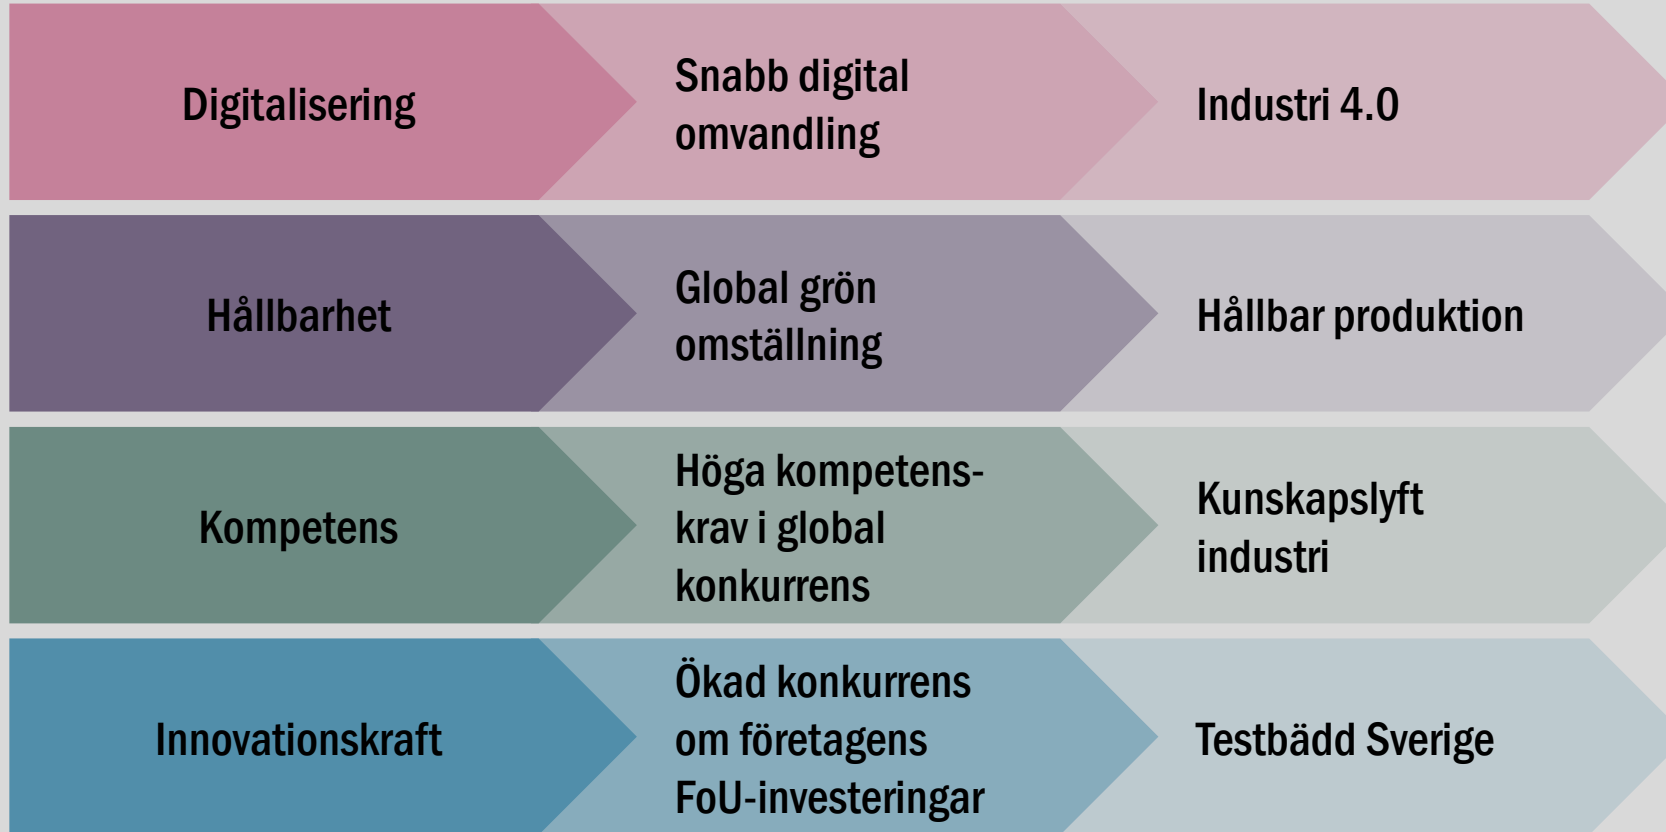 Digitalisering
Snabb digital
omvandling
Industri 4.0
Hållbarhet
Global grön
omställning
Hållbar produktion
Kompetens
Höga kompetens-
krav i global
konkurrens
Kunskapslyft
industri
Innovationskraft
Ökad konkurrens
om företagens
FoU-investeringar
Testbädd Sverige